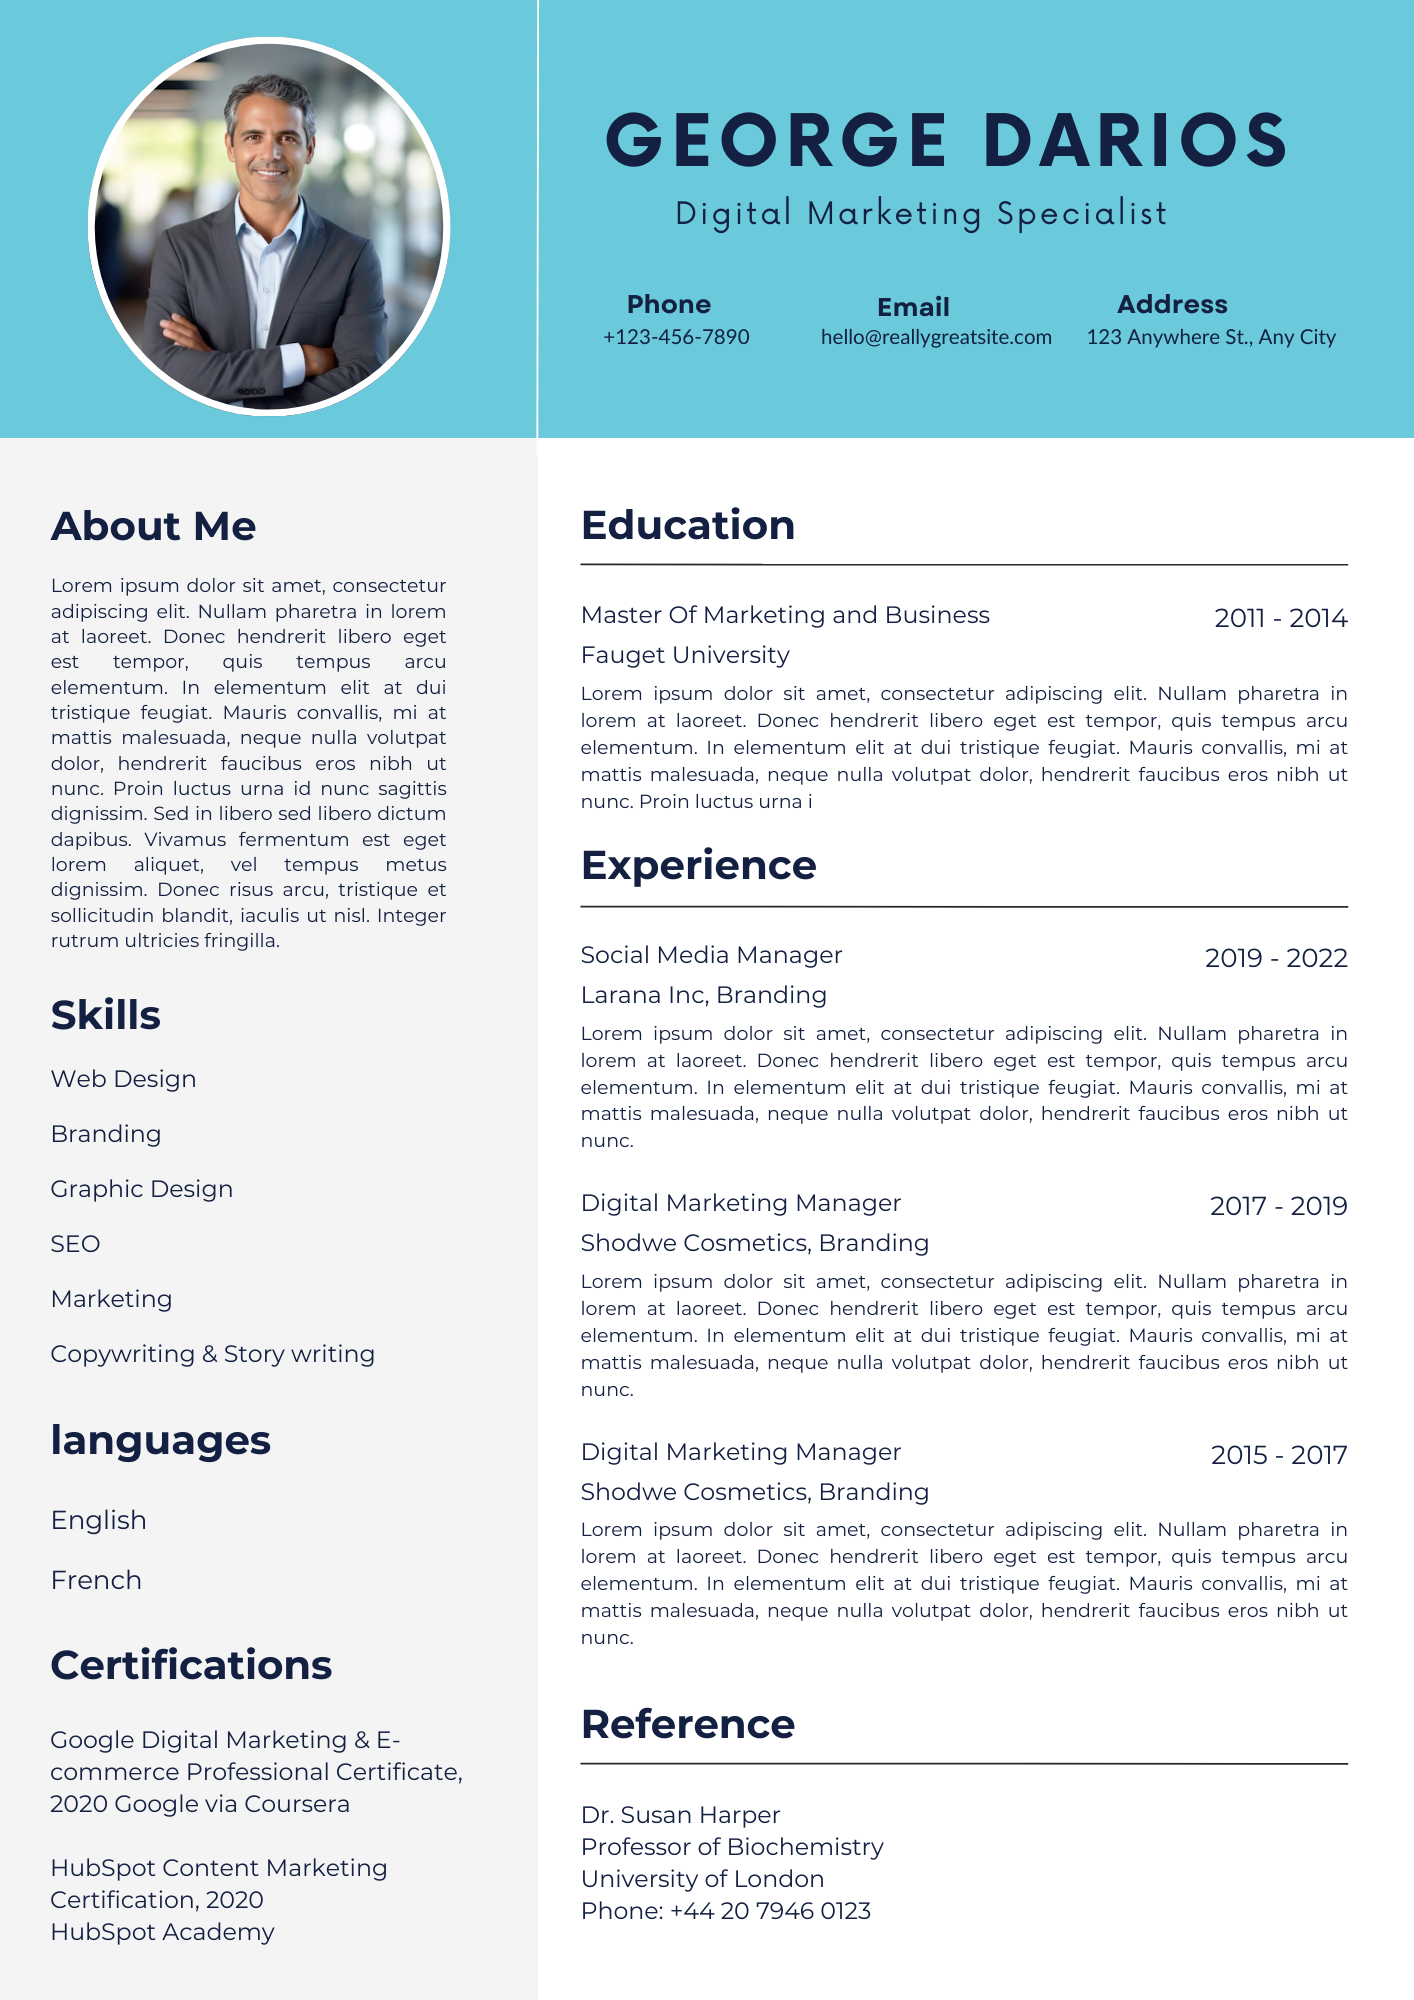 GEORGE DARIOS
Digital Marketing Specialist
Phone
+123-456-7890
Email
hello@reallygreatsite.com
Address
123 Anywhere St., Any City
About Me
Lorem ipsum dolor sit amet, consectetur
adipiscing elit. Nullam pharetra in lorem
at laoreet. Donec hendrerit libero eget
est tempor, quis tempus arcu
elementum. In elementum elit at dui
tristique feugiat. Mauris convallis, mi at
mattis malesuada, neque nulla volutpat
dolor, hendrerit faucibus eros nibh ut
nunc. Proin luctus urna id nunc sagittis
dignissim. Sed in libero sed libero dictum
dapibus. Vivamus fermentum est eget
lorem aliquet, vel tempus metus
dignissim. Donec risus arcu, tristique et
sollicitudin blandit, iaculis ut nisl. Integer
rutrum ultricies fringilla.
Skills
Web Design
Branding
Graphic Design
SEO
Marketing
Copywriting & Story writing
languages
English
French
Certifications
Google Digital Marketing & E-
commerce Professional Certificate,
2020 Google via Coursera
HubSpot Content Marketing
Certification, 2020
HubSpot Academy
Education
Master Of Marketing and Business
2011 - 2014
Fauget University
Lorem ipsum dolor sit amet, consectetur adipiscing elit. Nullam pharetra in
lorem at laoreet. Donec hendrerit libero eget est tempor, quis tempus arcu
elementum. In elementum elit at dui tristique feugiat. Mauris convallis, mi at
mattis malesuada, neque nulla volutpat dolor, hendrerit faucibus eros nibh ut
nunc. Proin luctus urna i
Experience
Social Media Manager
2019 - 2022
Larana Inc, Branding
Lorem ipsum dolor sit amet, consectetur adipiscing elit. Nullam pharetra in
lorem at laoreet. Donec hendrerit libero eget est tempor, quis tempus arcu
elementum. In elementum elit at dui tristique feugiat. Mauris convallis, mi at
mattis malesuada, neque nulla volutpat dolor, hendrerit faucibus eros nibh ut
nunc.
Digital Marketing Manager
2017 - 2019
Shodwe Cosmetics, Branding
Lorem ipsum dolor sit amet, consectetur adipiscing elit. Nullam pharetra in
lorem at laoreet. Donec hendrerit libero eget est tempor, quis tempus arcu
elementum. In elementum elit at dui tristique feugiat. Mauris convallis, mi at
mattis malesuada, neque nulla volutpat dolor, hendrerit faucibus eros nibh ut
nunc.
Digital Marketing Manager
2015 - 2017
Shodwe Cosmetics, Branding
Lorem ipsum dolor sit amet, consectetur adipiscing elit. Nullam pharetra in
lorem at laoreet. Donec hendrerit libero eget est tempor, quis tempus arcu
elementum. In elementum elit at dui tristique feugiat. Mauris convallis, mi at
mattis malesuada, neque nulla volutpat dolor, hendrerit faucibus eros nibh ut
nunc.
Reference
Dr. Susan Harper
Professor of Biochemistry
University of London
Phone: +44 20 7946 0123